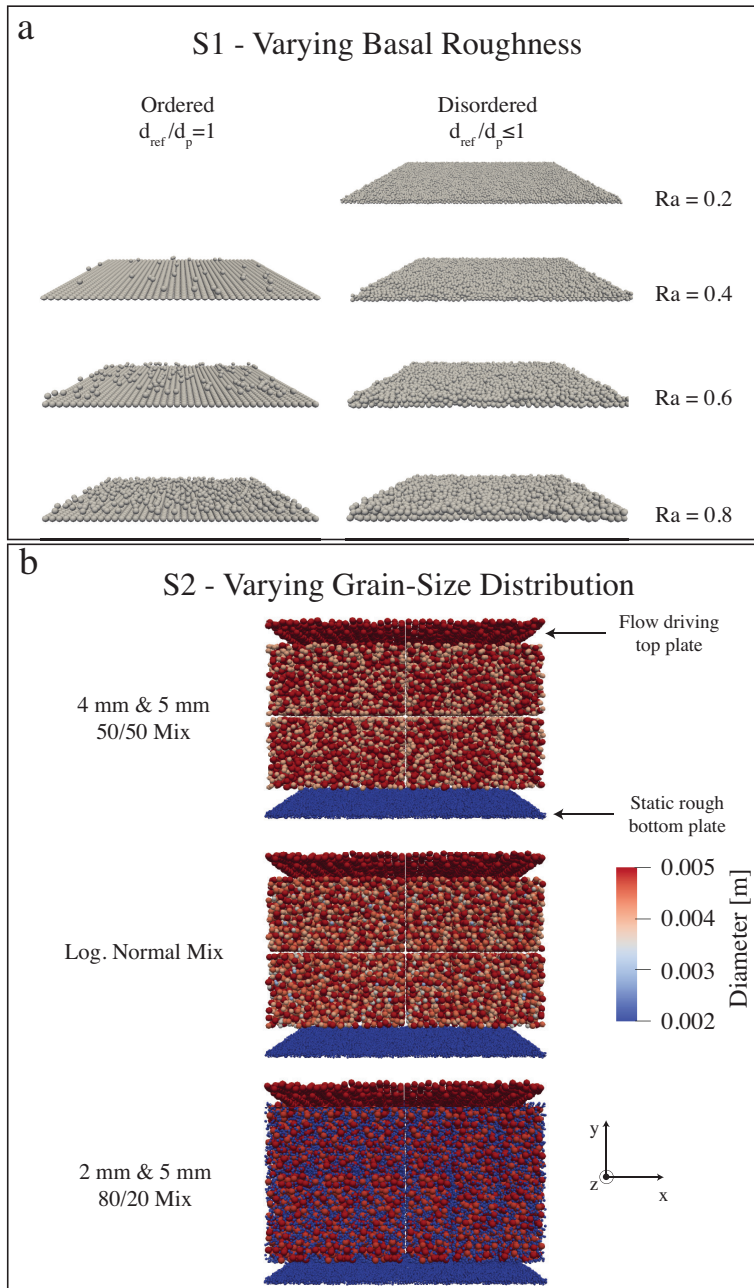 a
S1 - Varying Basal Roughness
Ordered
d_ref/d_p=1
Disordered
d_ref/d_p≤1
Ra = 0.2
Ra = 0.4
Ra = 0.6
Ra = 0.8
b
S2 - Varying Grain-Size Distribution
Flow driving
top plate
4 mm & 5 mm
50/50 Mix
Static rough
bottom plate
Log. Normal Mix
0.005
0.004
0.003
0.002
Diameter [m]
2 mm & 5 mm
80/20 Mix
y
z
x